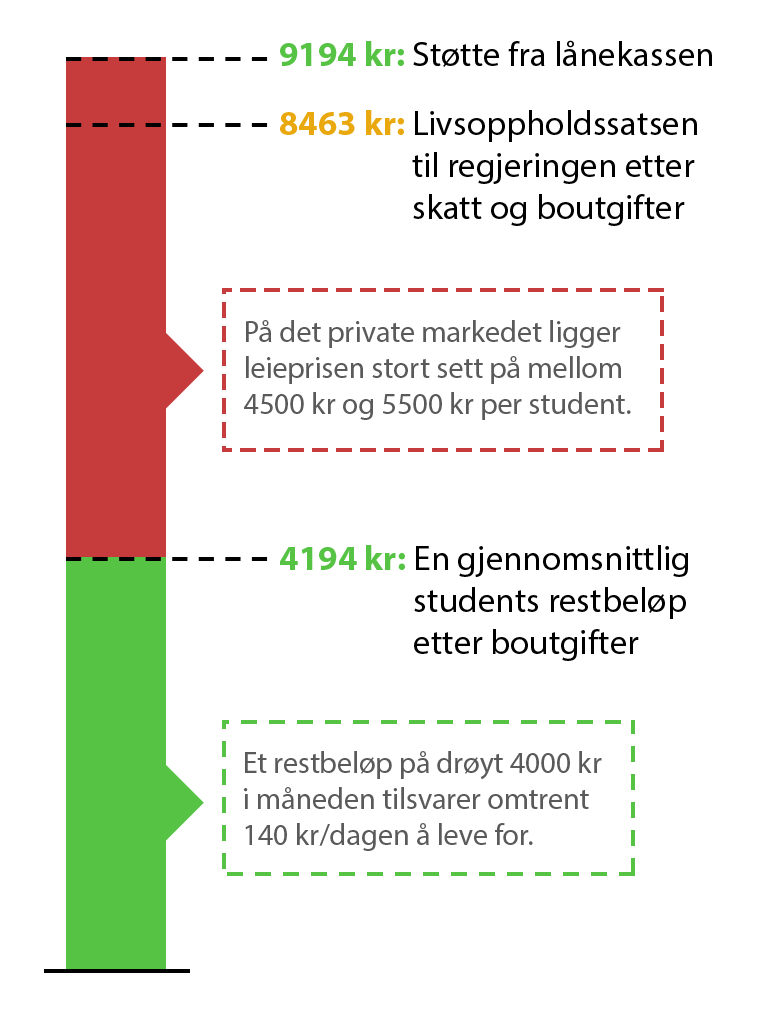 9194 kr: Støtte fra lånekassen
8463 kr: Livsoppholdssatsen
til regjeringen etter
skatt og boutgifter
På det private markedet ligger
leieprisen stort sett på mellom
4500 kr og 5500 kr per student.
4194 kr: En gjennomsnittlig
students restbeløp
etter boutgifter
Et restbeløp på drøyt 4000 kr
i måneden tilsvarer omtrent
140 kr/dagen å leve for.